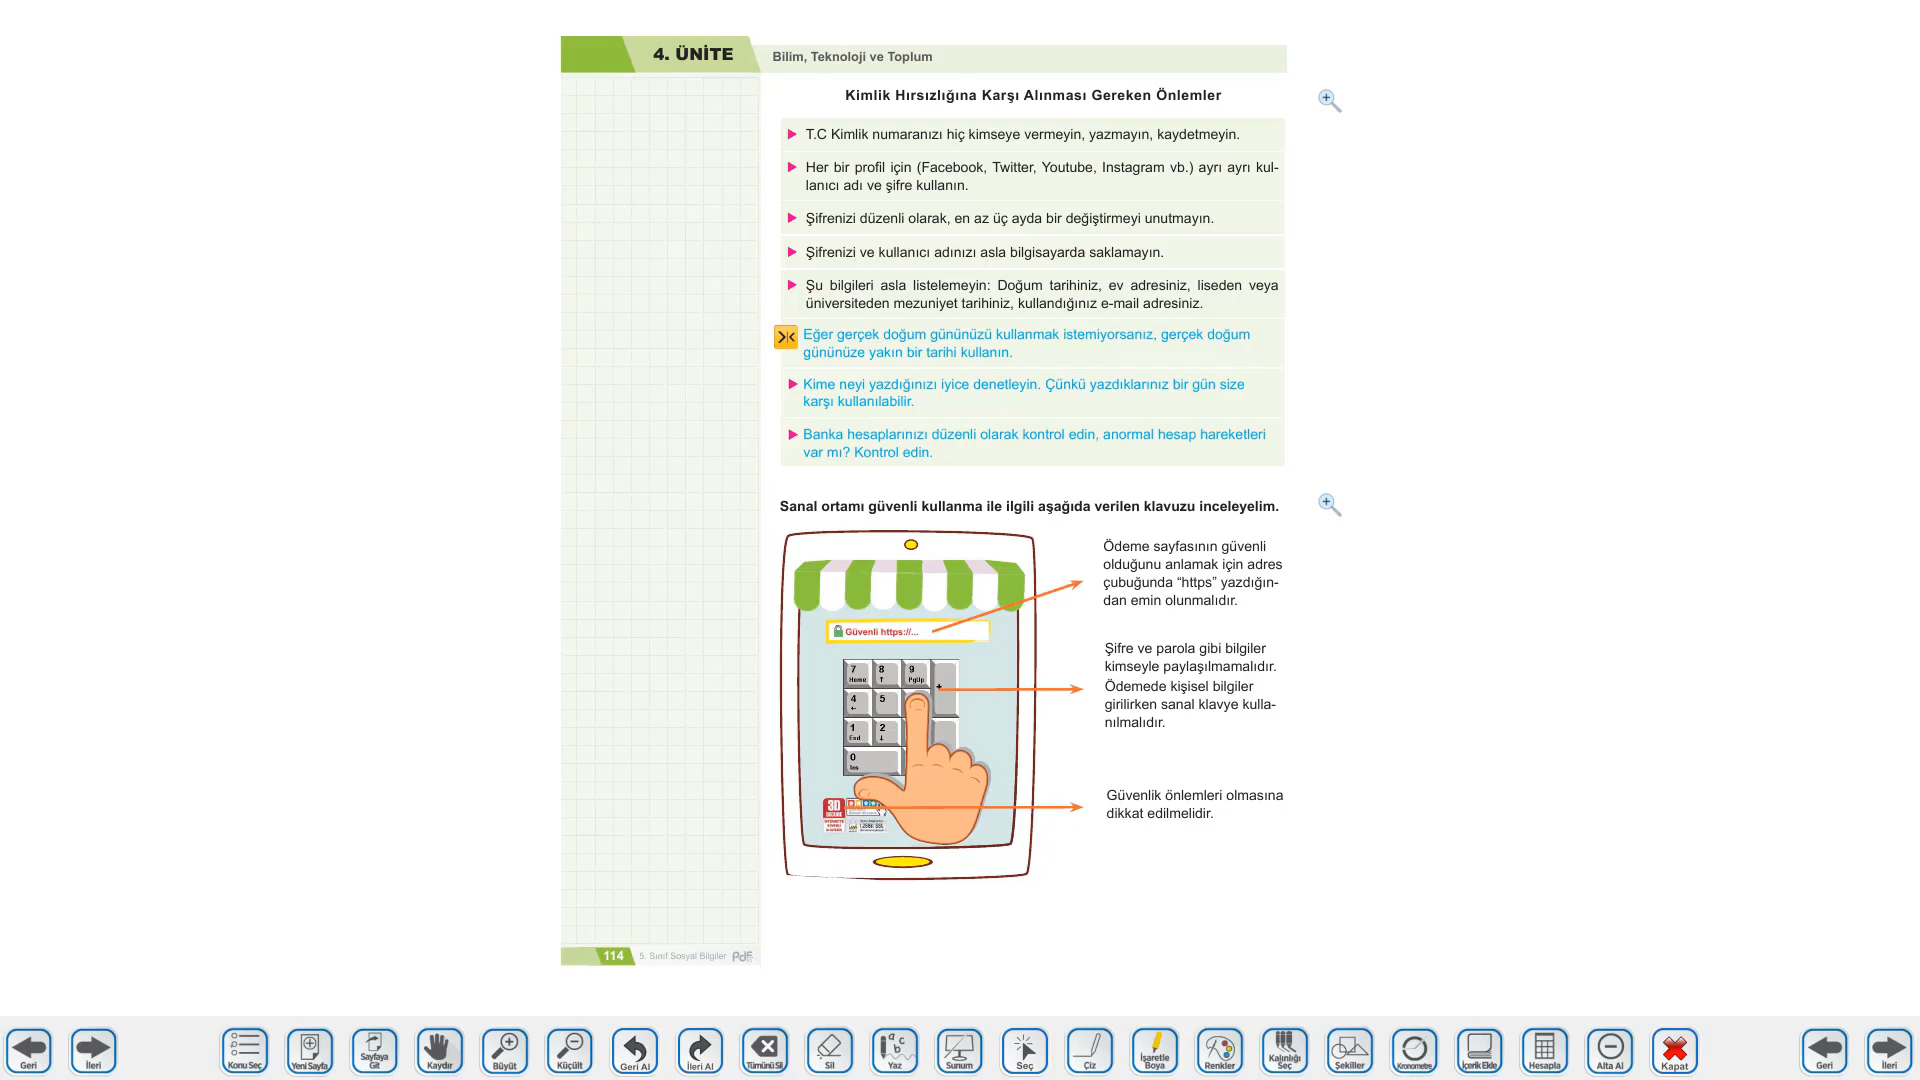 4. ÜNİTE
Bilim, Teknoloji ve Toplum
Kimlik Hırsızlığına Karşı Alınması Gereken Önlemler
T.C Kimlik numaranızı hiç kimseye vermeyin, yazmayın, kaydetmeyin.
Her bir profil için (Facebook, Twitter, Youtube, Instagram vb.) ayrı ayrı kul-
lanıcı adı ve şifre kullanın.
Şifrenizi düzenli olarak, en az üç ayda bir değiştirmeyi unutmayın.
Şifrenizi ve kullanıcı adınızı asla bilgisayarda saklamayın.
Şu bilgileri asla listelemeyin: Doğum tarihiniz, ev adresiniz, liseden veya
üniversiteden mezuniyet tarihiniz, kullandığınız e-mail adresiniz.
Eğer gerçek doğum gününüzü kullanmak istemiyorsanız, gerçek doğum
gününüze yakın bir tarihi kullanın.
Kime neyi yazdığınızı iyice denetleyin. Çünkü yazdıklarınız bir gün size
karşı kullanılabilir.
Banka hesaplarınızı düzenli olarak kontrol edin, anormal hesap hareketleri
var mı? Kontrol edin.
Sanal ortamı güvenli kullanma ile ilgili aşağıda verilen klavuzu inceleyelim.
Güvenli https://...
7 8 9
Home ↑ PgUp
+
4 5
←
1 2
End ↓
0
Ins
3D
Ödeme sayfasının güvenli
olduğunu anlamak için adres
çubuğunda “https” yazdığın-
dan emin olunmalıdır.
Şifre ve parola gibi bilgiler
kimseyle paylaşılmamalıdır.
Ödemede kişisel bilgiler
girilirken sanal klavye kulla-
nılmalıdır.
Güvenlik önlemleri olmasına
dikkat edilmelidir.
114
5. Sınıf Sosyal Bilgiler
Geri
İleri
Konu Seç
Yeni Sayfa
Sayfaya
Git
Kaydır
Büyüt
Küçült
Geri Al
İleri Al
Tümünü Sil
Sil
a b c
Yaz
Sunum
Seç
Çiz
İşaretle
Boya
Renkler
Kalınlığı
Seç
Şekiller
Kronometre
İçerik Ekle
Hesapla
Alta Al
Kapat
Geri
İleri